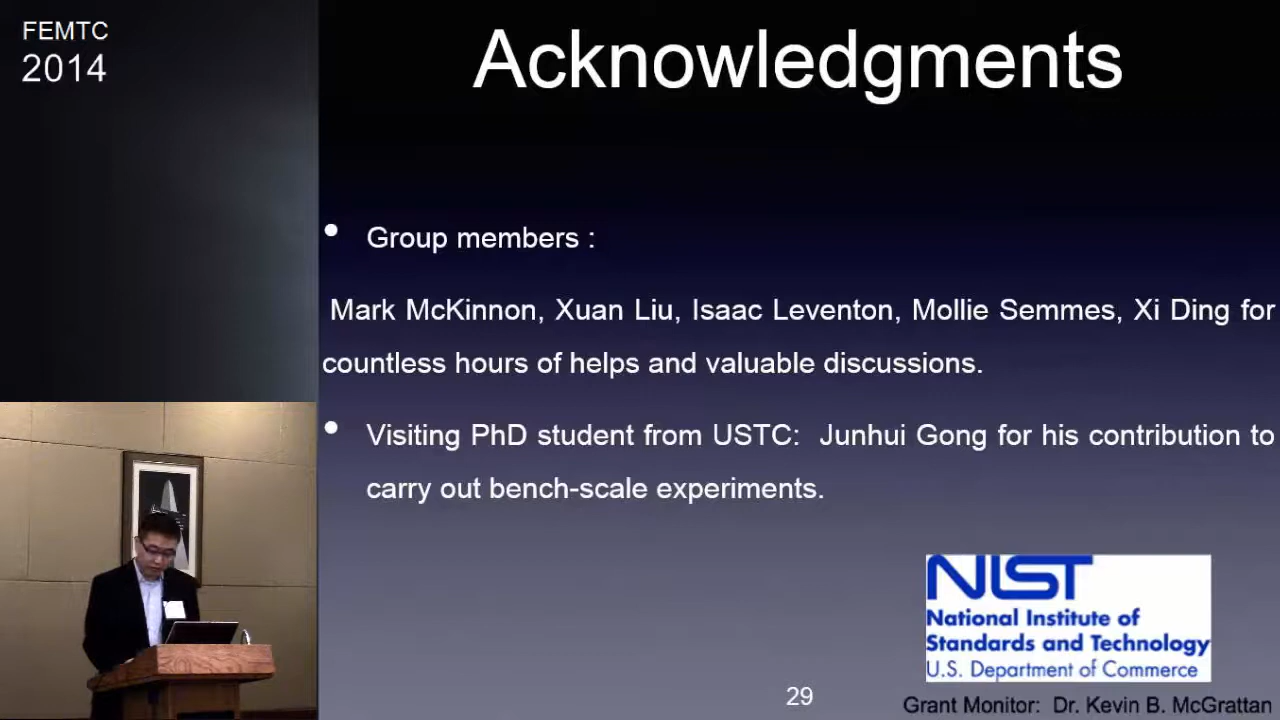 FEMTC
2014
Acknowledgments
• Group members :
Mark McKinnon, Xuan Liu, Isaac Leventon, Mollie Semmes, Xi Ding for
countless hours of helps and valuable discussions.
• Visiting PhD student from USTC: Junhui Gong for his contribution to
carry out bench-scale experiments.
NIST
National Institute of
Standards and Technology
U.S. Department of Commerce
29
Grant Monitor: Dr. Kevin B. McGrattan